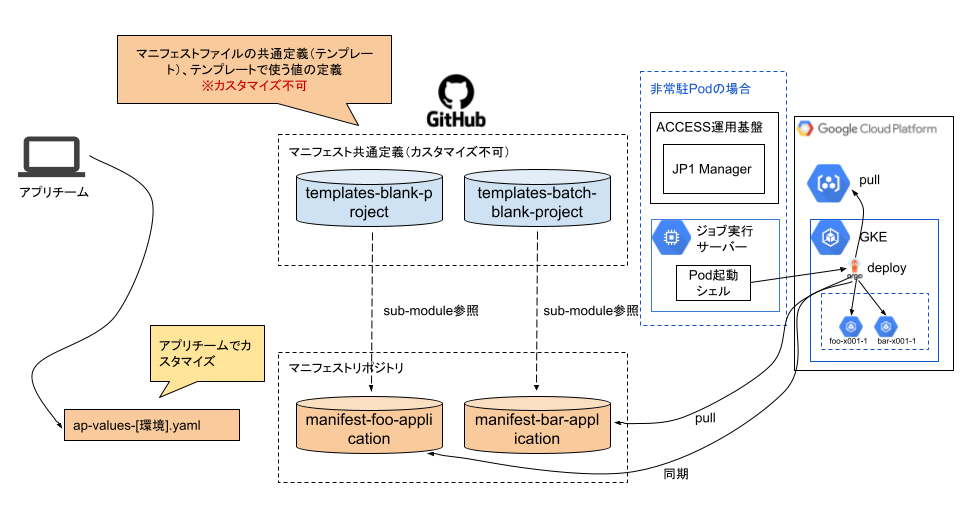 マニフェストファイルの共通定義（テンプレー
ト）、テンプレートで使う値の定義
※カスタマイズ不可
GitHub
アプリチーム
マニフェスト共通定義（カスタマイズ不可）
templates-blank-p
roject
templates-batch-
blank-project
sub-module参照
sub-module参照
アプリチームでカ
スタマイズ
ap-values-[環境].yaml
マニフェストリポジトリ
manifest-foo-appli
cation
manifest-bar-appl
ication
非常駐Podの場合
ACCESS運用基盤
JP1 Manager
ジョブ実行
サーバー
Pod起動
シェル
Google Cloud Platform
pull
GKE
argo
deploy
foo-x001-1
bar-x001-1
pull
同期